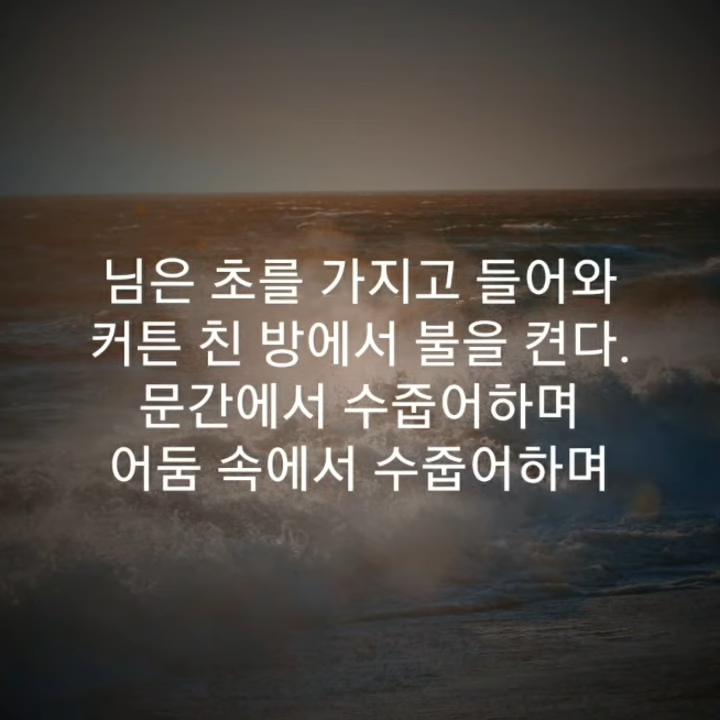 님은 초를 가지고 들어와
커튼 친 방에서 불을 켠다.
문간에서 수줍어하며
어둠 속에서 수줍어하며